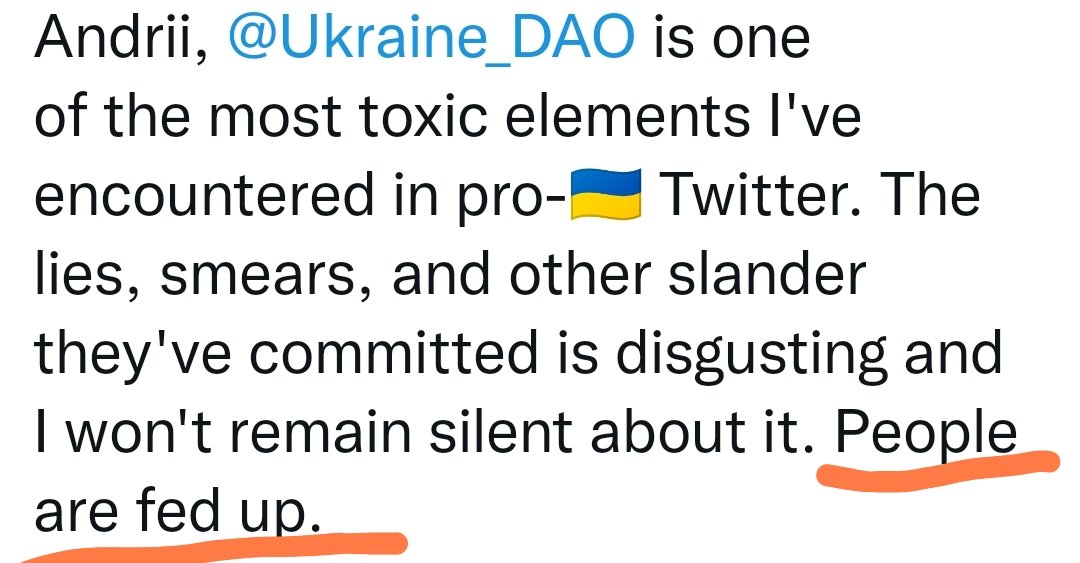 Andrii, @Ukraine_DAO is one
of the most toxic elements I've
encountered in pro-🇺🇦 Twitter. The
lies, smears, and other slander
they've committed is disgusting and
I won't remain silent about it. People
are fed up.